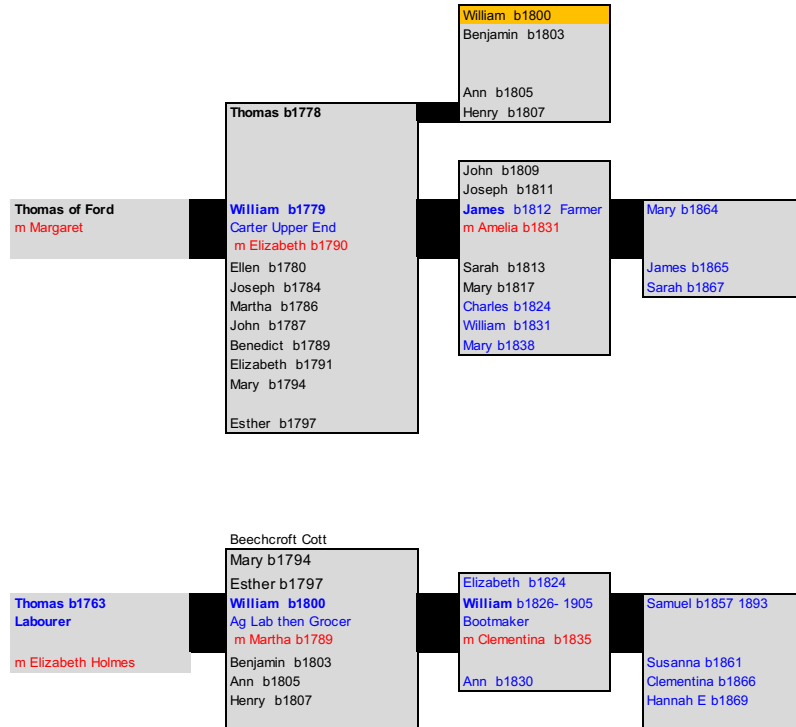 William b1800
Benjamin b1803
Ann b1805
Henry b1807
Thomas b1778
John b1809
Joseph b1811
Thomas of Ford
m Margaret
William b1779
Carter Upper End
m Elizabeth b1790
James b1812 Farmer
m Amelia b1831
Mary b1864
Ellen b1780
Joseph b1784
Martha b1786
John b1787
Benedict b1789
Elizabeth b1791
Mary b1794
Esther b1797
Sarah b1813
Mary b1817
Charles b1824
William b1831
Mary b1838
James b1865
Sarah b1867
Beechcroft Cott
Mary b1794
Esther b1797
Thomas b1763
Labourer
m Elizabeth Holmes
William b1800
Ag Lab then Grocer
m Martha b1789
Benjamin b1803
Ann b1805
Henry b1807
Elizabeth b1824
William b1826- 1905
Bootmaker
m Clementina b1835
Ann b1830
Samuel b1857 1893
Susanna b1861
Clementina b1866
Hannah E b1869